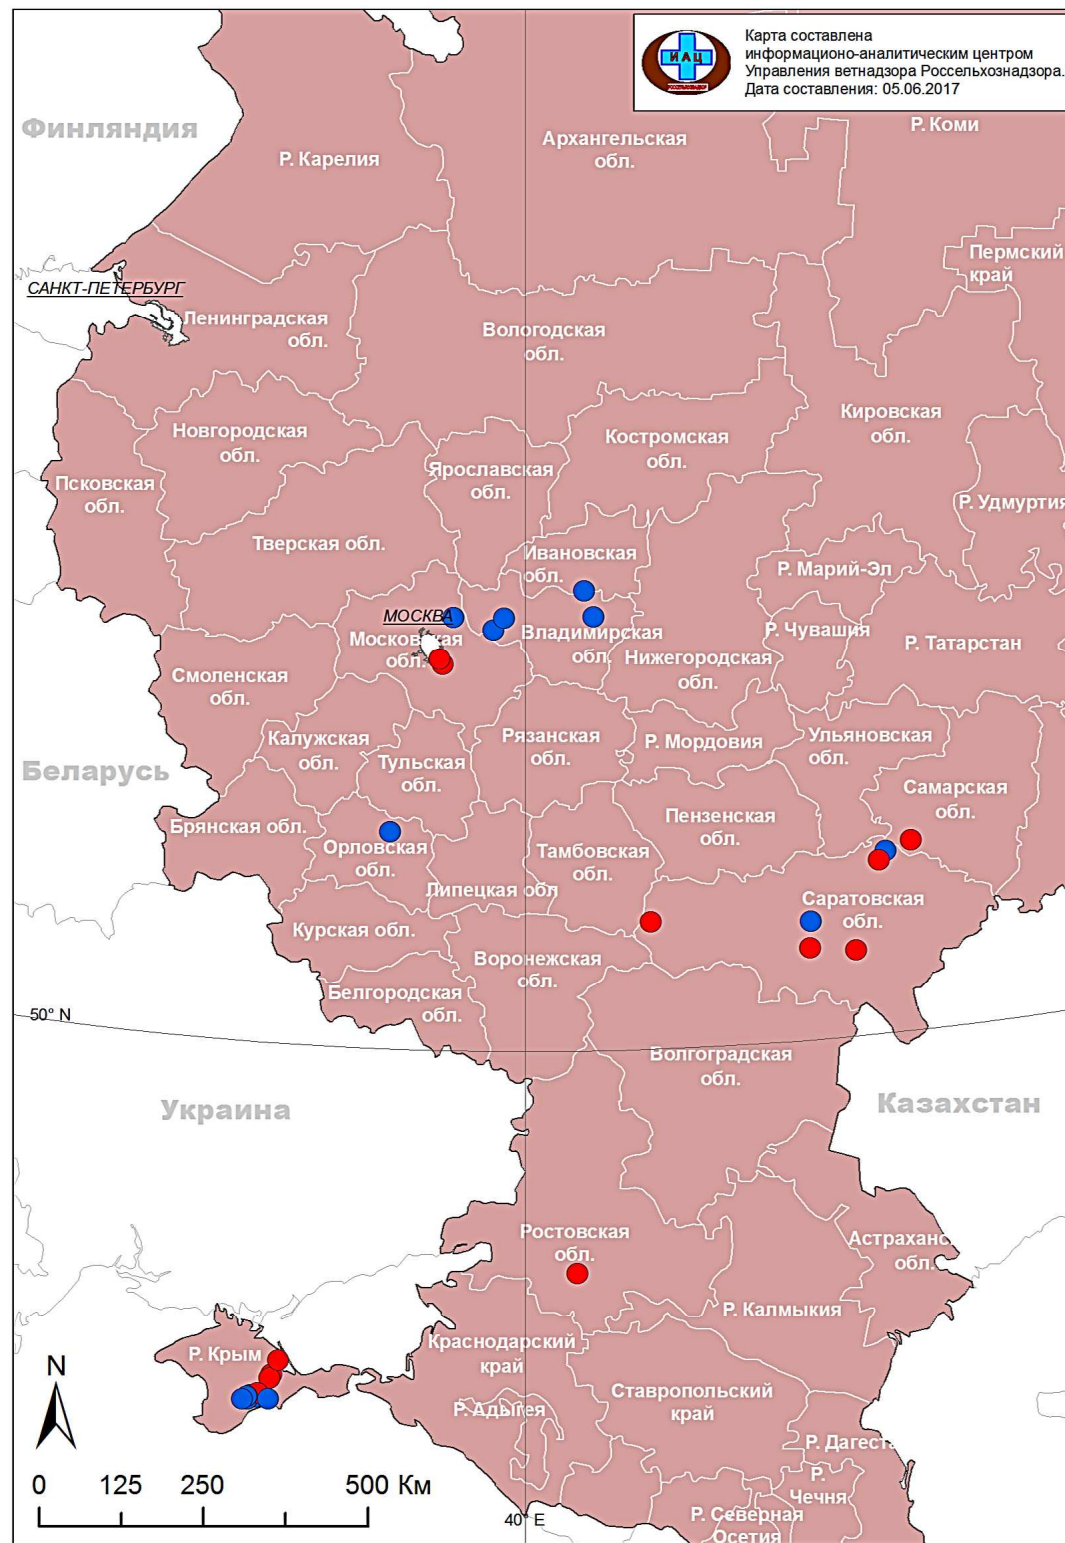 Карта составлена
информационо-аналитическим центром
Управления ветнадзора Россельхознадзора.
Дата составления: 05.06.2017
ИАЦ
Финляндия
Р. Карелия
Архангельская
обл.
Р. Коми
Пермский
край
САНКТ-ПЕТЕРБУРГ
Ленинградская
обл.
Вологодская
обл.
Новгородская
обл.
Псковская
обл.
Ярославская
обл.
Костромская
обл.
Кировская
обл.
Р. Удмуртия
Тверская обл.
Ивановская
обл.
Р. Марий-Эл
МОСКВА
Московская
обл.
Владимирская
обл.
Р. Чувашия
Р. Татарстан
Нижегородская
обл.
Смоленская
обл.
Калужская
обл.
Тульская
обл.
Рязанская
обл.
Р. Мордовия
Ульяновская
обл.
Беларусь
Самарская
обл.
Брянская обл.
Орловская
обл.
Пензенская
обл.
Тамбовская
обл.
Липецкая обл
Саратовская
обл.
Курская обл.
Воронежская
обл.
Белгородская
обл.
50° N
Волгоградская
обл.
Украина
Казахстан
Ростовская
обл.
Астраханс
обл.
Р. Калмыкия
Р. Крым
Краснодарский
край
Ставропольский
край
Р. Адыгея
Р. Дагеста
Р.
Чечня
Р. Северная
Осетия
N
0 125 250 500 Км
40° E